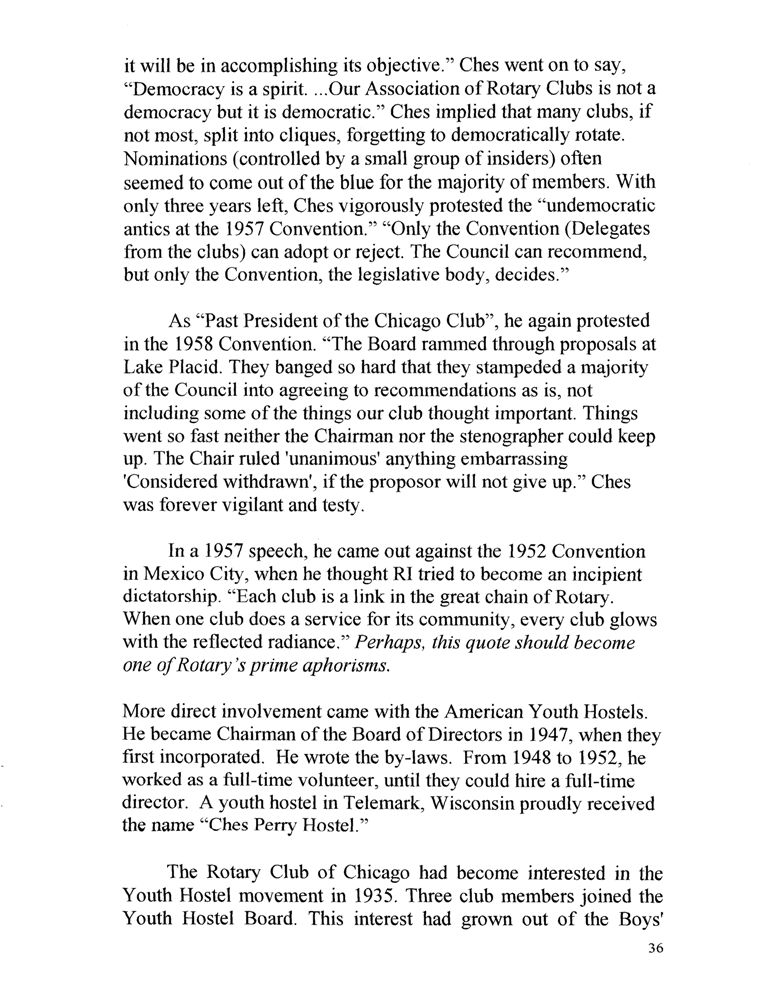 it will be in accomplishing its objective.” Ches went on to say,
“Democracy is a spirit. ...Our Association of Rotary Clubs is not a
democracy but it is democratic.” Ches implied that many clubs, if
not most, split into cliques, forgetting to democratically rotate.
Nominations (controlled by a small group of insiders) often
seemed to come out of the blue for the majority of members. With
only three years left, Ches vigorously protested the “undemocratic
antics at the 1957 Convention.” “Only the Convention (Delegates
from the clubs) can adopt or reject. The Council can recommend,
but only the Convention, the legislative body, decides.”
As “Past President of the Chicago Club”, he again protested
in the 1958 Convention. “The Board rammed through proposals at
Lake Placid. They banged so hard that they stampeded a majority
of the Council into agreeing to recommendations as is, not
including some of the things our club thought important. Things
went so fast neither the Chairman nor the stenographer could keep
up. The Chair ruled 'unanimous' anything embarrassing
'Considered withdrawn', if the proposor will not give up.” Ches
was forever vigilant and testy.
In a 1957 speech, he came out against the 1952 Convention
in Mexico City, when he thought RI tried to become an incipient
dictatorship. “Each club is a link in the great chain of Rotary.
When one club does a service for its community, every club glows
with the reflected radiance.” Perhaps, this quote should become
one of Rotary’s prime aphorisms.
More direct involvement came with the American Youth Hostels.
He became Chairman of the Board of Directors in 1947, when they
first incorporated.  He wrote the by-laws.  From 1948 to 1952, he
worked as a full-time volunteer, until they could hire a full-time
director.  A youth hostel in Telemark, Wisconsin proudly received
the name “Ches Perry Hostel.”
The Rotary Club of Chicago had become interested in the
Youth Hostel movement in 1935. Three club members joined the
Youth Hostel Board. This interest had grown out of the Boys'
36